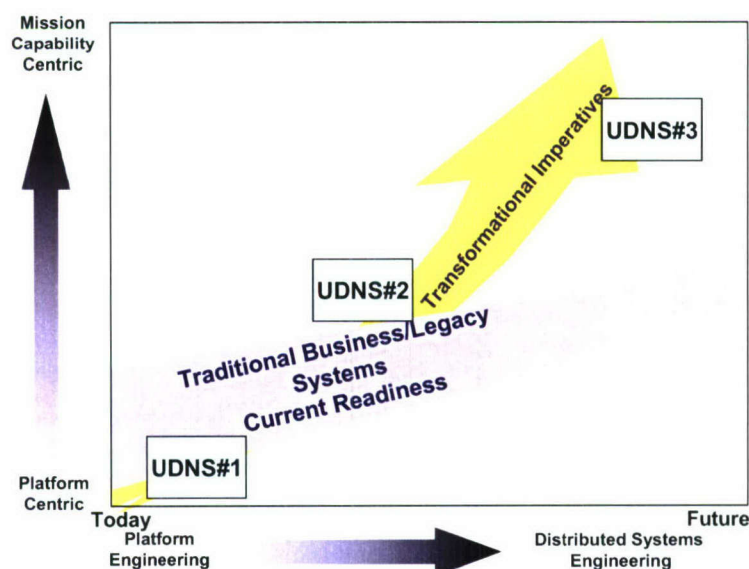 Mission
Capability
Centric
UDNS#3
Transformational Imperatives
UDNS#2
Traditional Business/Legacy
Systems
Current Readiness
UDNS#1
Platform
Centric
Today
Future
Platform
Engineering
Distributed Systems
Engineering